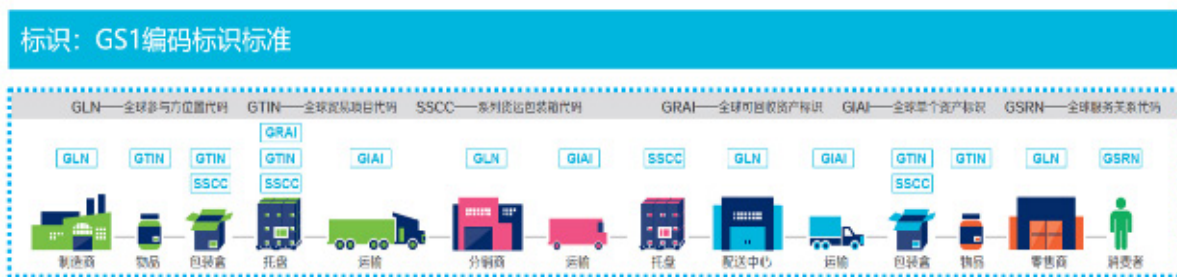 标识：GS1编码标识标准
GLN——全球参与方位置代码 GTIN——全球贸易项目代码 SSCC——系列货运包装箱代码 GRAI——全球可回收资产标识 GIAI——全球单个资产标识 GSRN——全球服务关系代码
GRAI
GLN GTIN GTIN GTIN GIAI GLN GIAI SSCC GLN GIAI GTIN GTIN GLN GSRN
SSCC SSCC SSCC
制造商 物品 包装盒 托盘 运输 分销商 运输 托盘 配送中心 运输 包装盒 物品 零售商 消费者